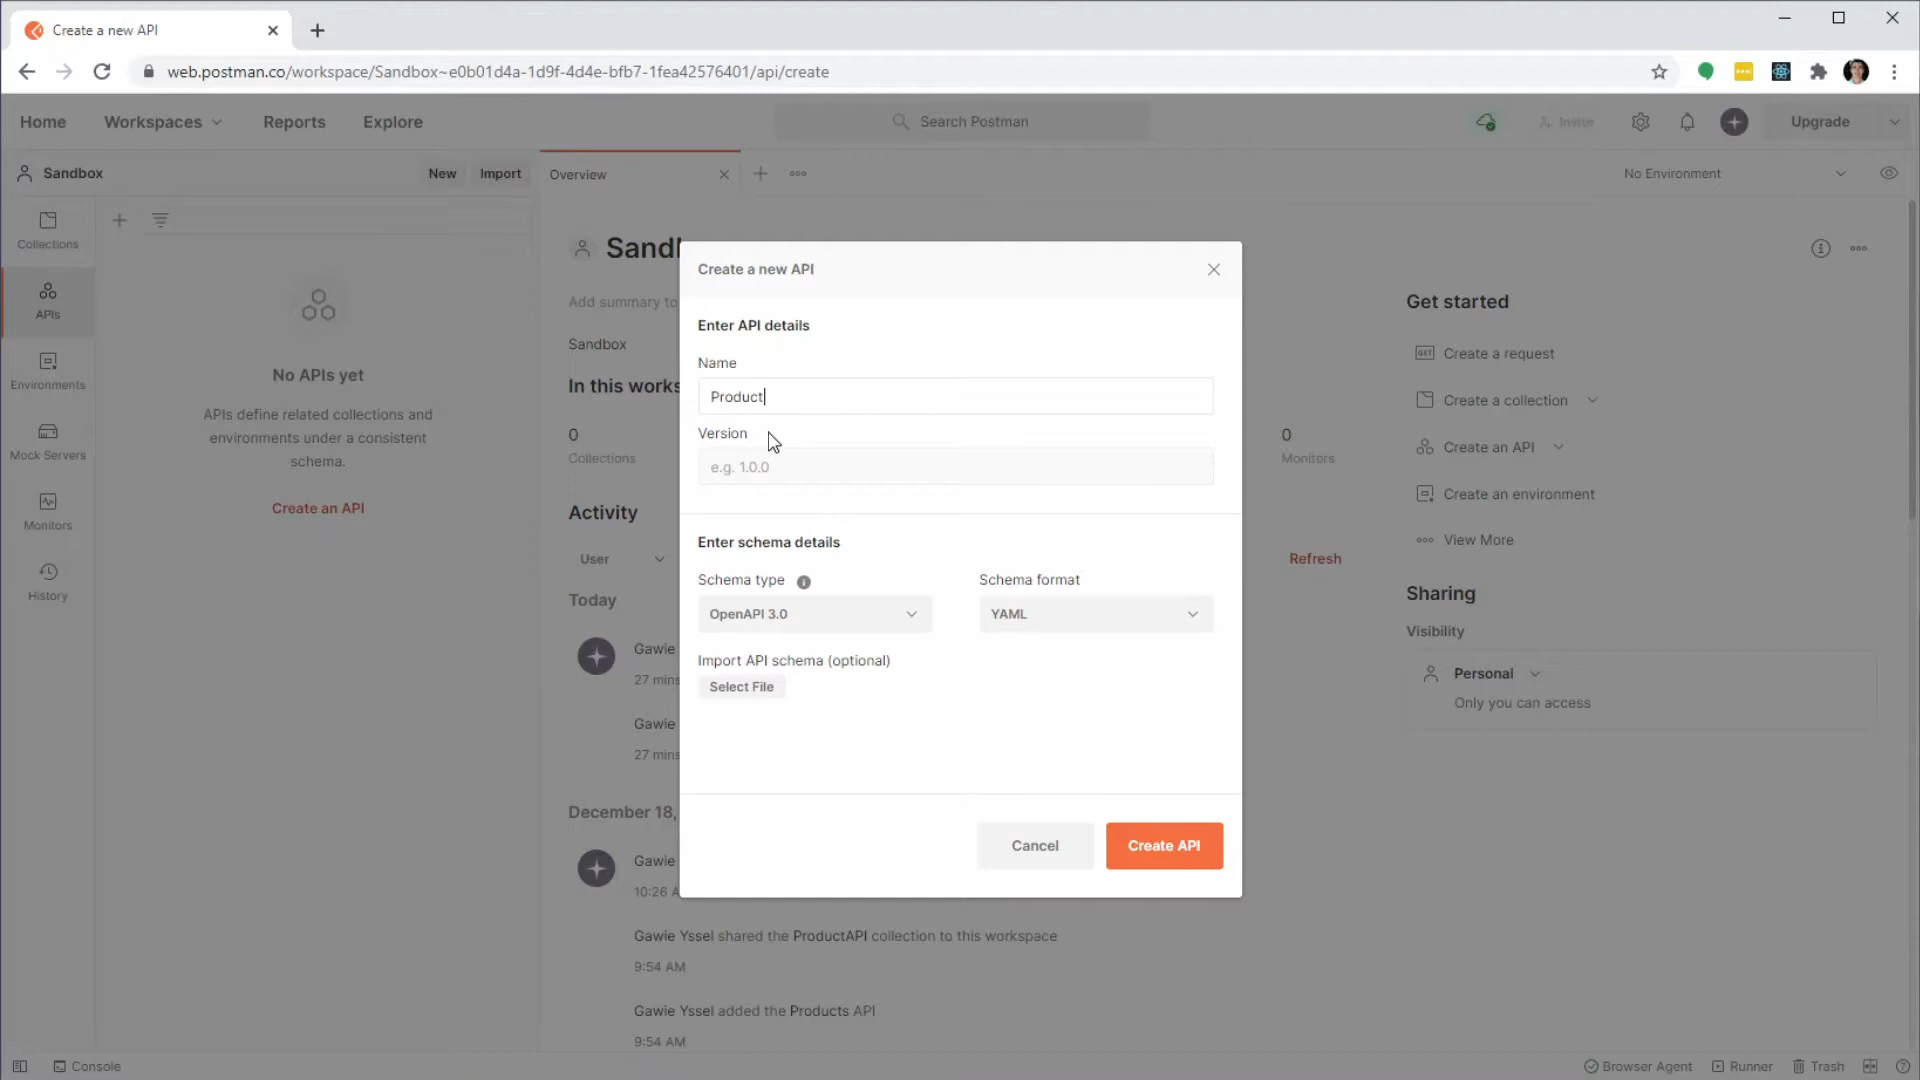 Create a new API
web.postman.co/workspace/Sandbox~e0b01d4a-1d9f-4d4e-bfb7-1fea42576401/api/create
Home
Workspaces
Reports
Explore
Search Postman
Invite
Upgrade
Sandbox
New
Import
Overview
No Environment
Collections
APIs
Environments
Mock Servers
Monitors
History
No APIs yet
APIs define related collections and
environments under a consistent
schema.
Create an API
Sandl
Add summary to
Sandbox
In this works
0
Collections
Activity
User
Today
Gawie
27 mins
Gawie
27 mins
December 18,
Gawie
10:26 A
Gawie Yssel shared the ProductAPI collection to this workspace
9:54 AM
Gawie Yssel added the Products API
9:54 AM
Create a new API
Enter API details
Name
Product
Version
e.g. 1.0.0
Enter schema details
Schema type
Schema format
OpenAPI 3.0
YAML
Import API schema (optional)
Select File
Cancel
Create API
0
Monitors
Refresh
Get started
GET
Create a request
Create a collection
Create an API
Create an environment
View More
Sharing
Visibility
Personal
Only you can access
Console
Browser Agent
Runner
Trash